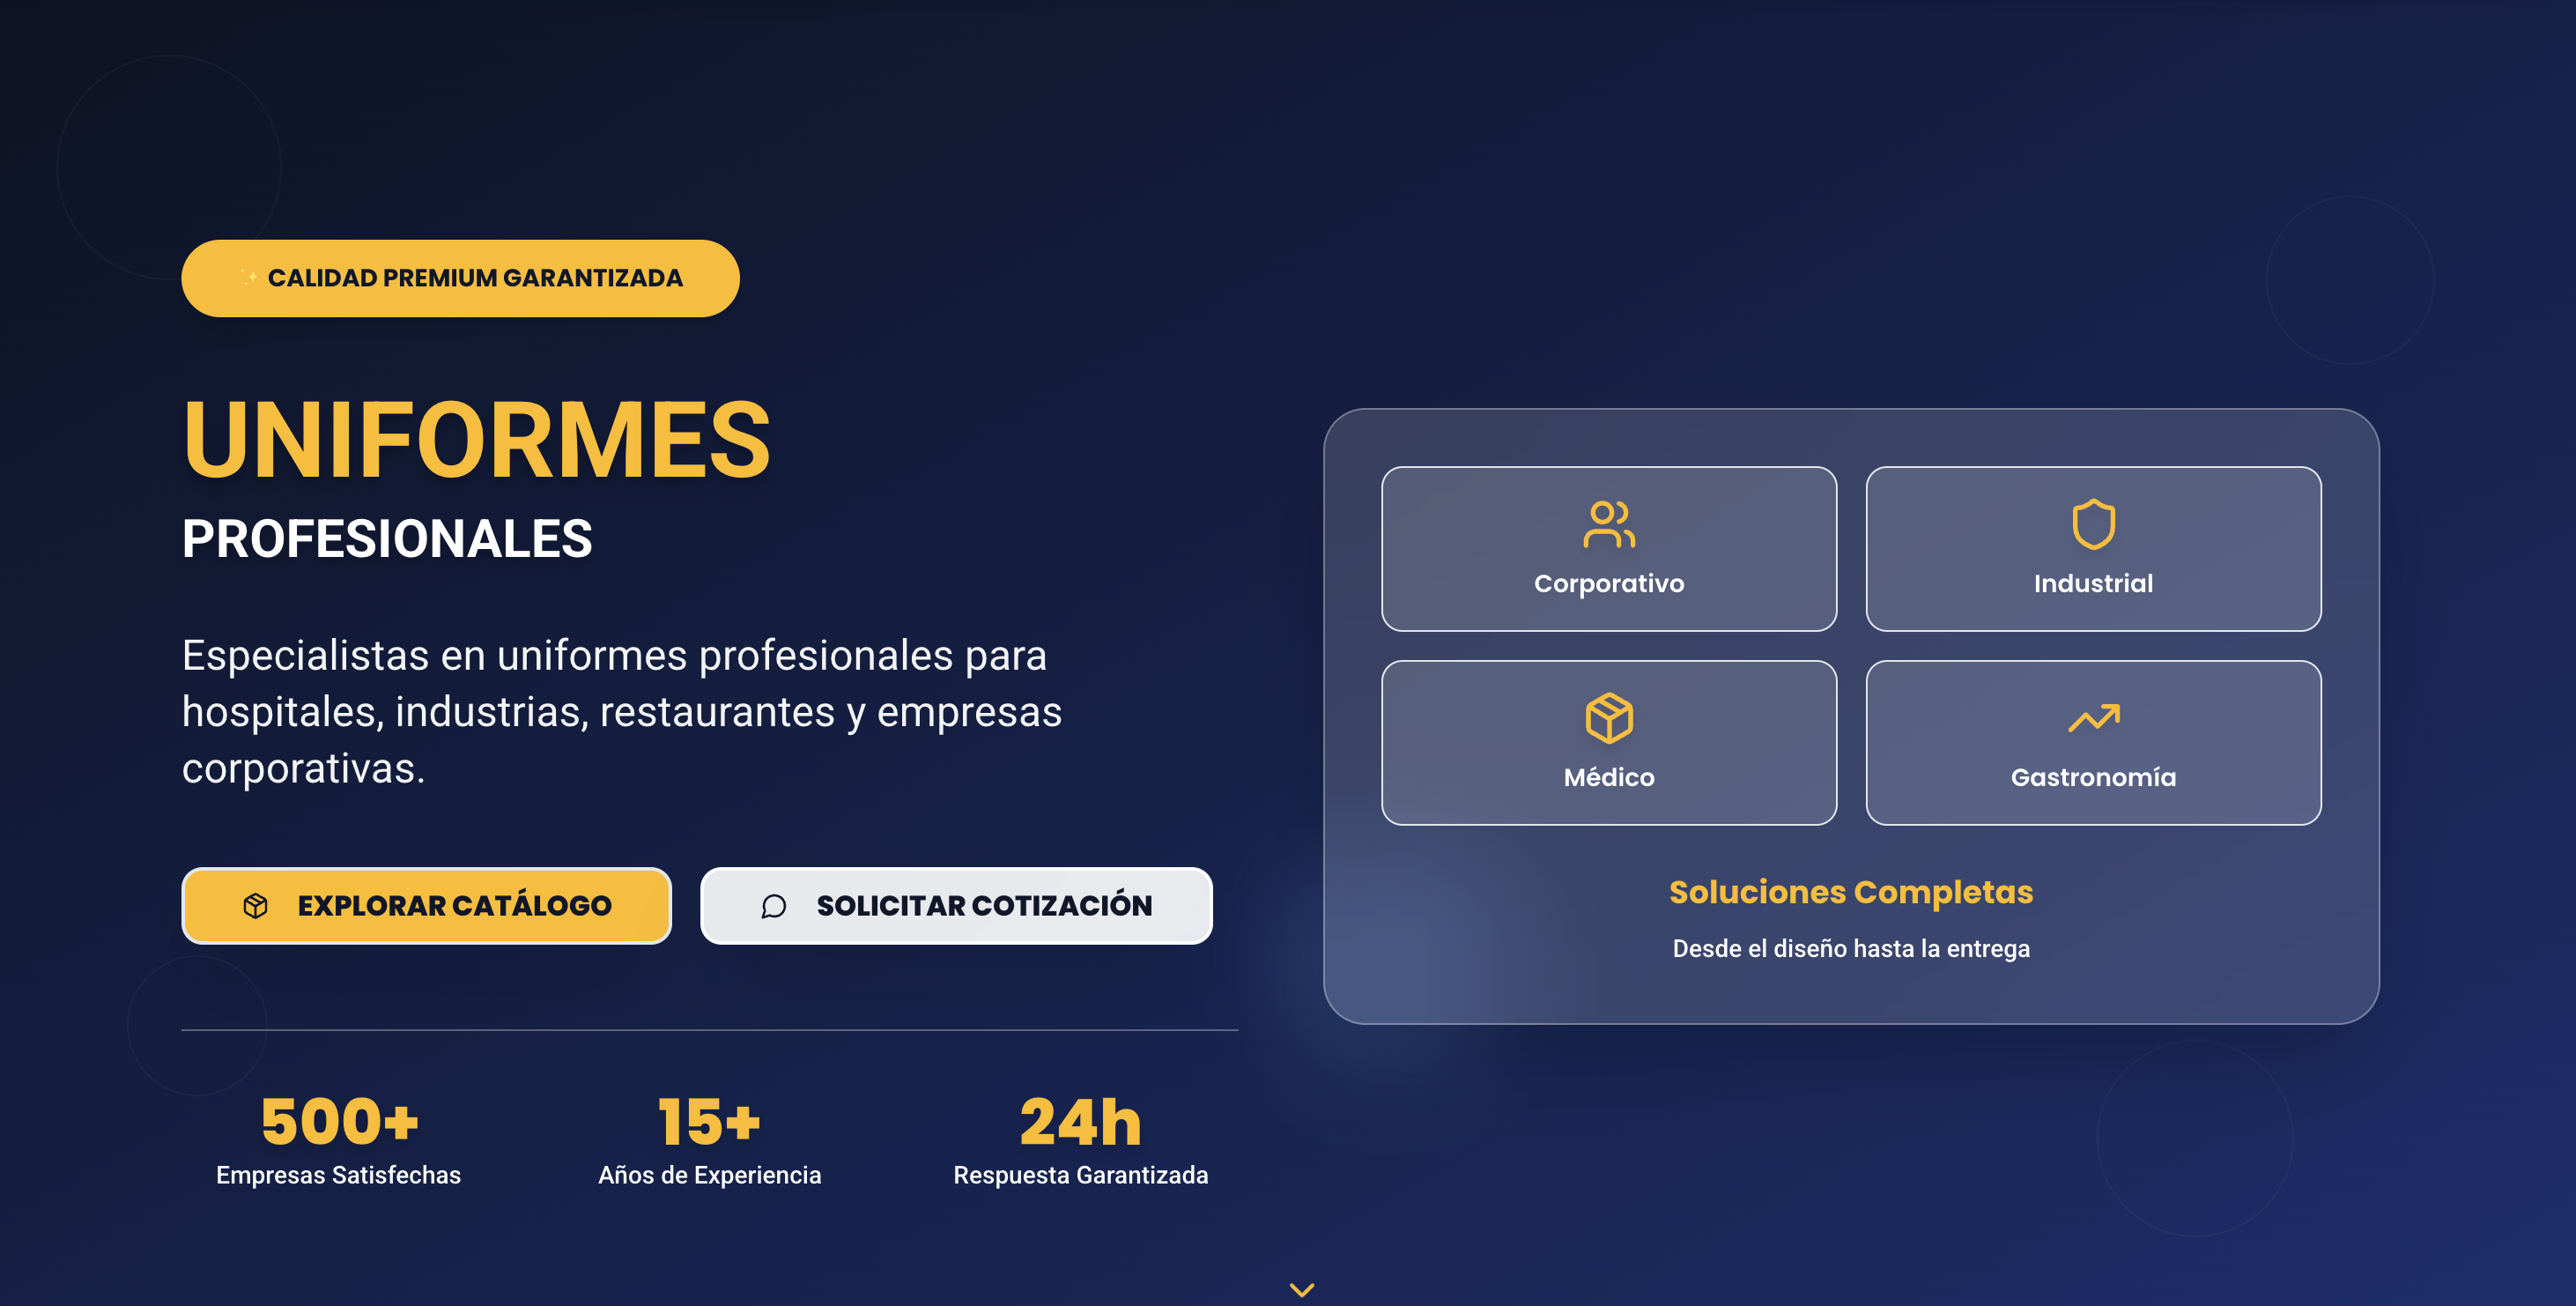 ✨ CALIDAD PREMIUM GARANTIZADA
UNIFORMES
PROFESIONALES
Especialistas en uniformes profesionales para
hospitales, industrias, restaurantes y empresas
corporativas.
EXPLORAR CATÁLOGO
SOLICITAR COTIZACIÓN
500+
Empresas Satisfechas
15+
Años de Experiencia
24h
Respuesta Garantizada
Corporativo
Industrial
Médico
Gastronomía
Soluciones Completas
Desde el diseño hasta la entrega